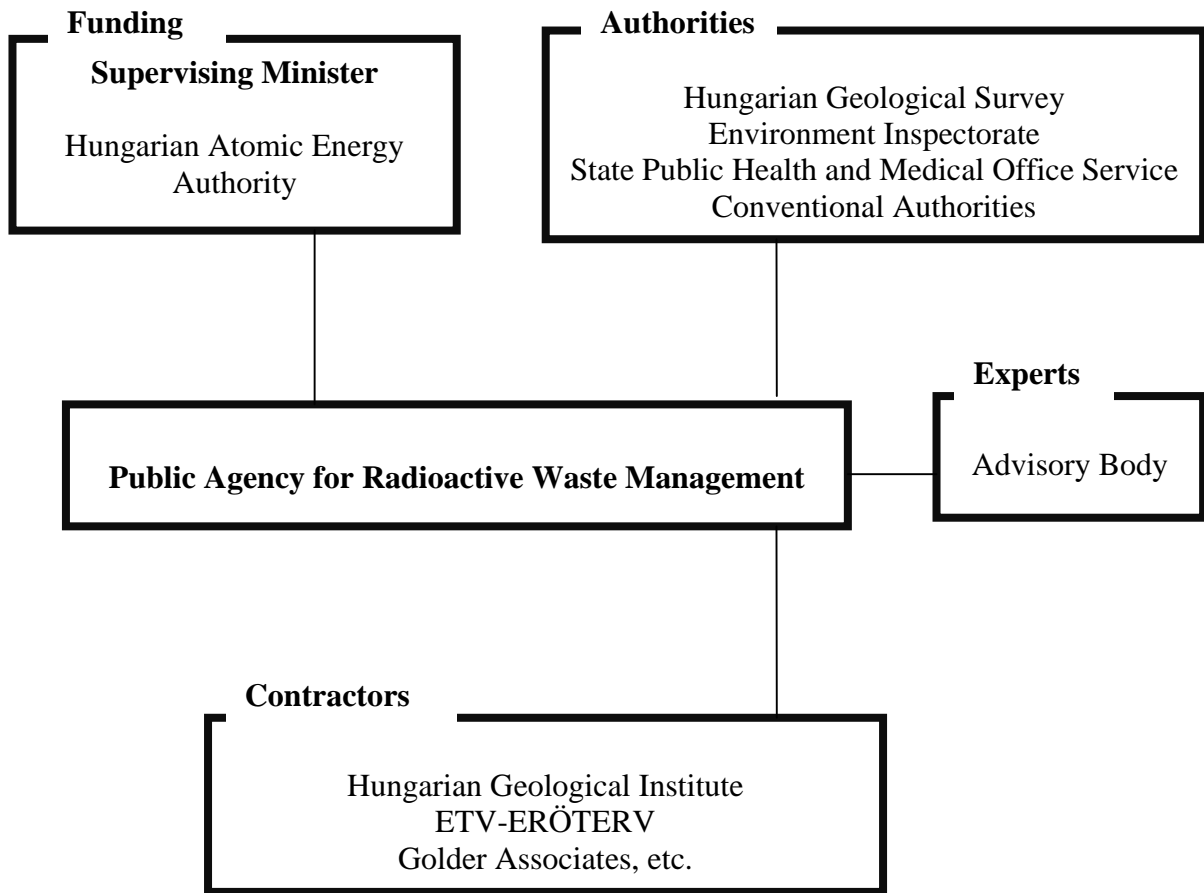 Funding
Supervising Minister
Hungarian Atomic Energy
Authority
Authorities
Hungarian Geological Survey
Environment Inspectorate
State Public Health and Medical Office Service
Conventional Authorities
Experts
Advisory Body
Public Agency for Radioactive Waste Management
Contractors
Hungarian Geological Institute
ETV-ERÖTERV
Golder Associates, etc.